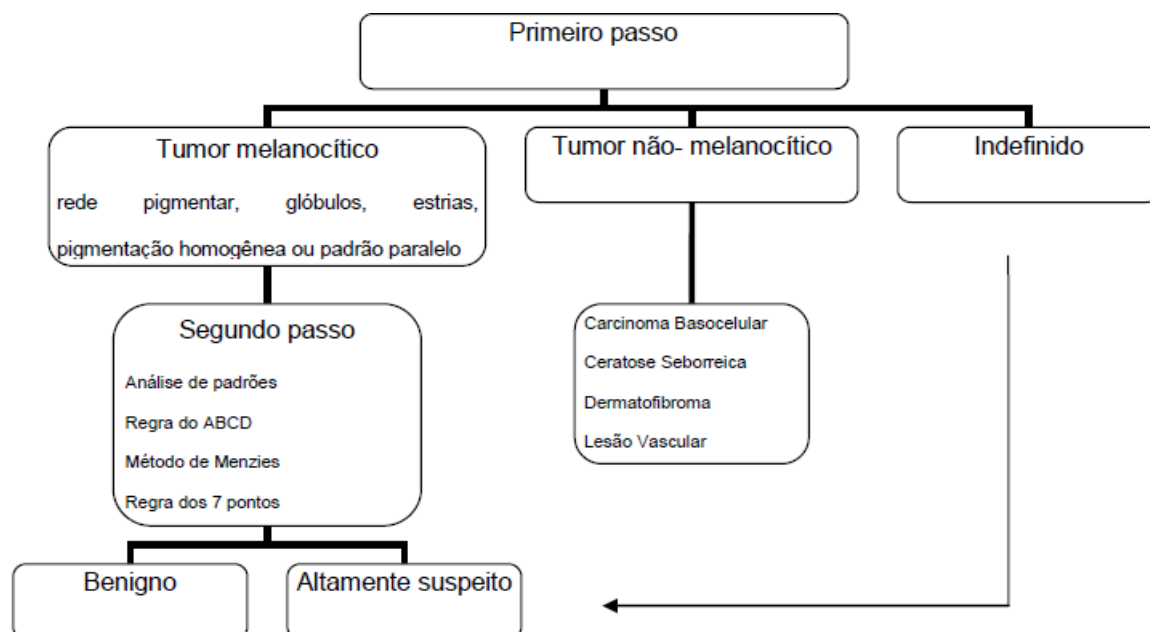 Primeiro passo
Tumor melanocítico
rede pigmentar, glóbulos, estrias,
pigmentação homogênea ou padrão paralelo
Tumor não- melanocítico
Indefinido
Segundo passo
Análise de padrões
Regra do ABCD
Método de Menzies
Regra dos 7 pontos
Carcinoma Basocelular
Ceratose Seborreica
Dermatofibroma
Lesão Vascular
Benigno
Altamente suspeito